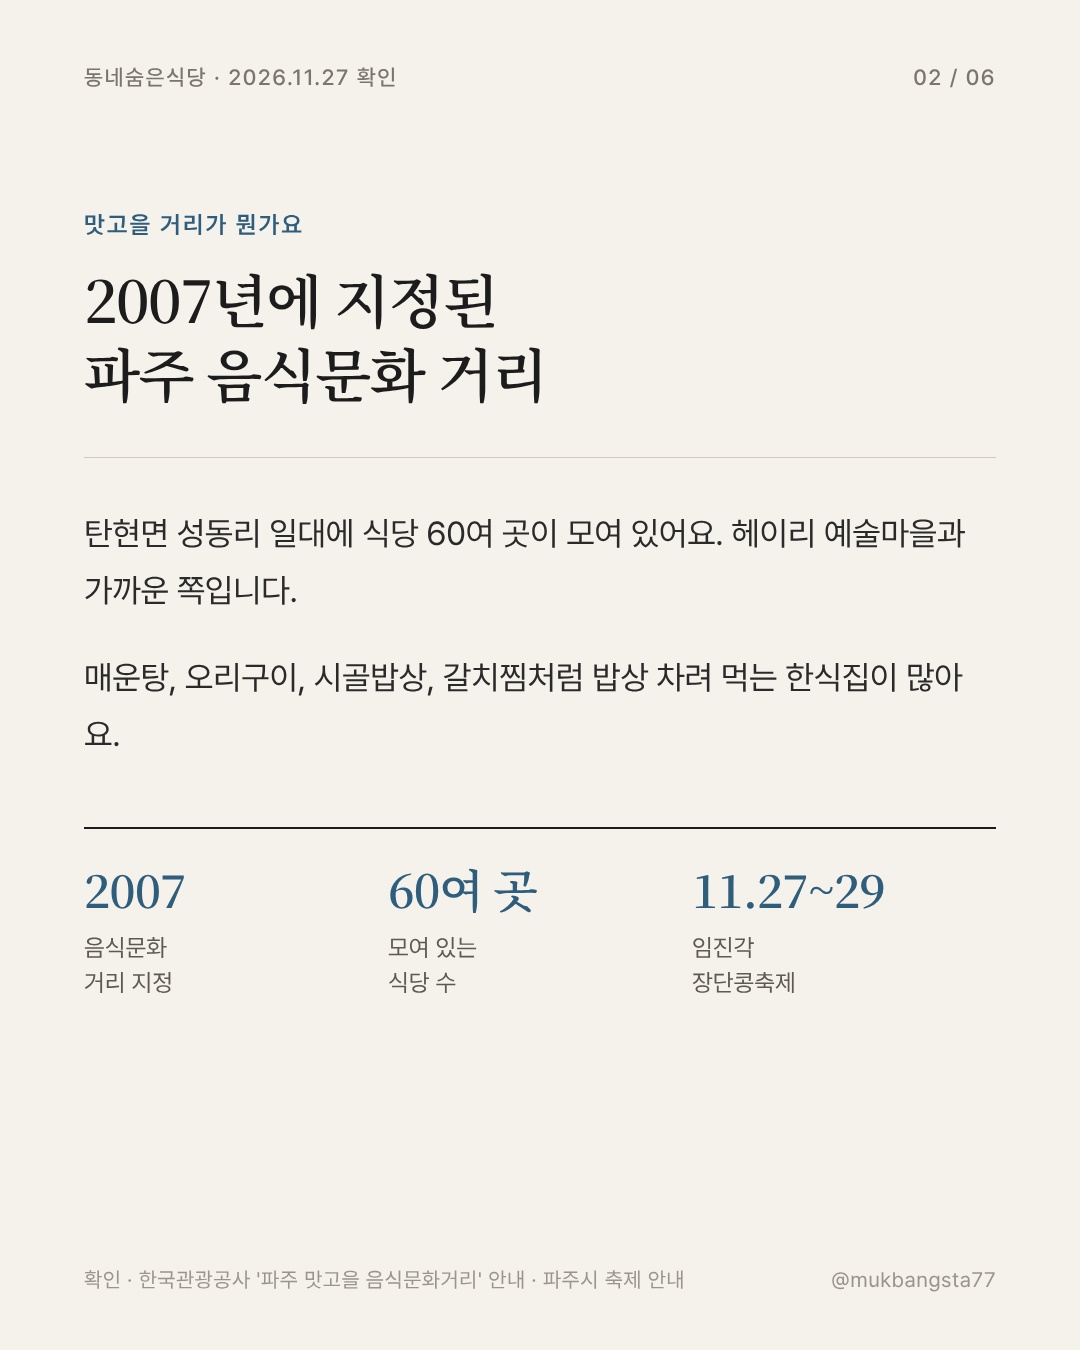 동네숨은식당 · 2026.11.27 확인
02 / 06
맛고을 거리가 뭔가요
2007년에 지정된
파주 음식문화 거리
탄현면 성동리 일대에 식당 60여 곳이 모여 있어요. 헤이리 예술마을과
가까운 쪽입니다.
매운탕, 오리구이, 시골밥상, 갈치찜처럼 밥상 차려 먹는 한식집이 많아
요.
2007
음식문화
거리 지정
60여 곳
모여 있는
식당 수
11.27~29
임진각
장단콩축제
확인 · 한국관광공사 '파주 맛고을 음식문화거리' 안내 · 파주시 축제 안내
@mukbangsta77